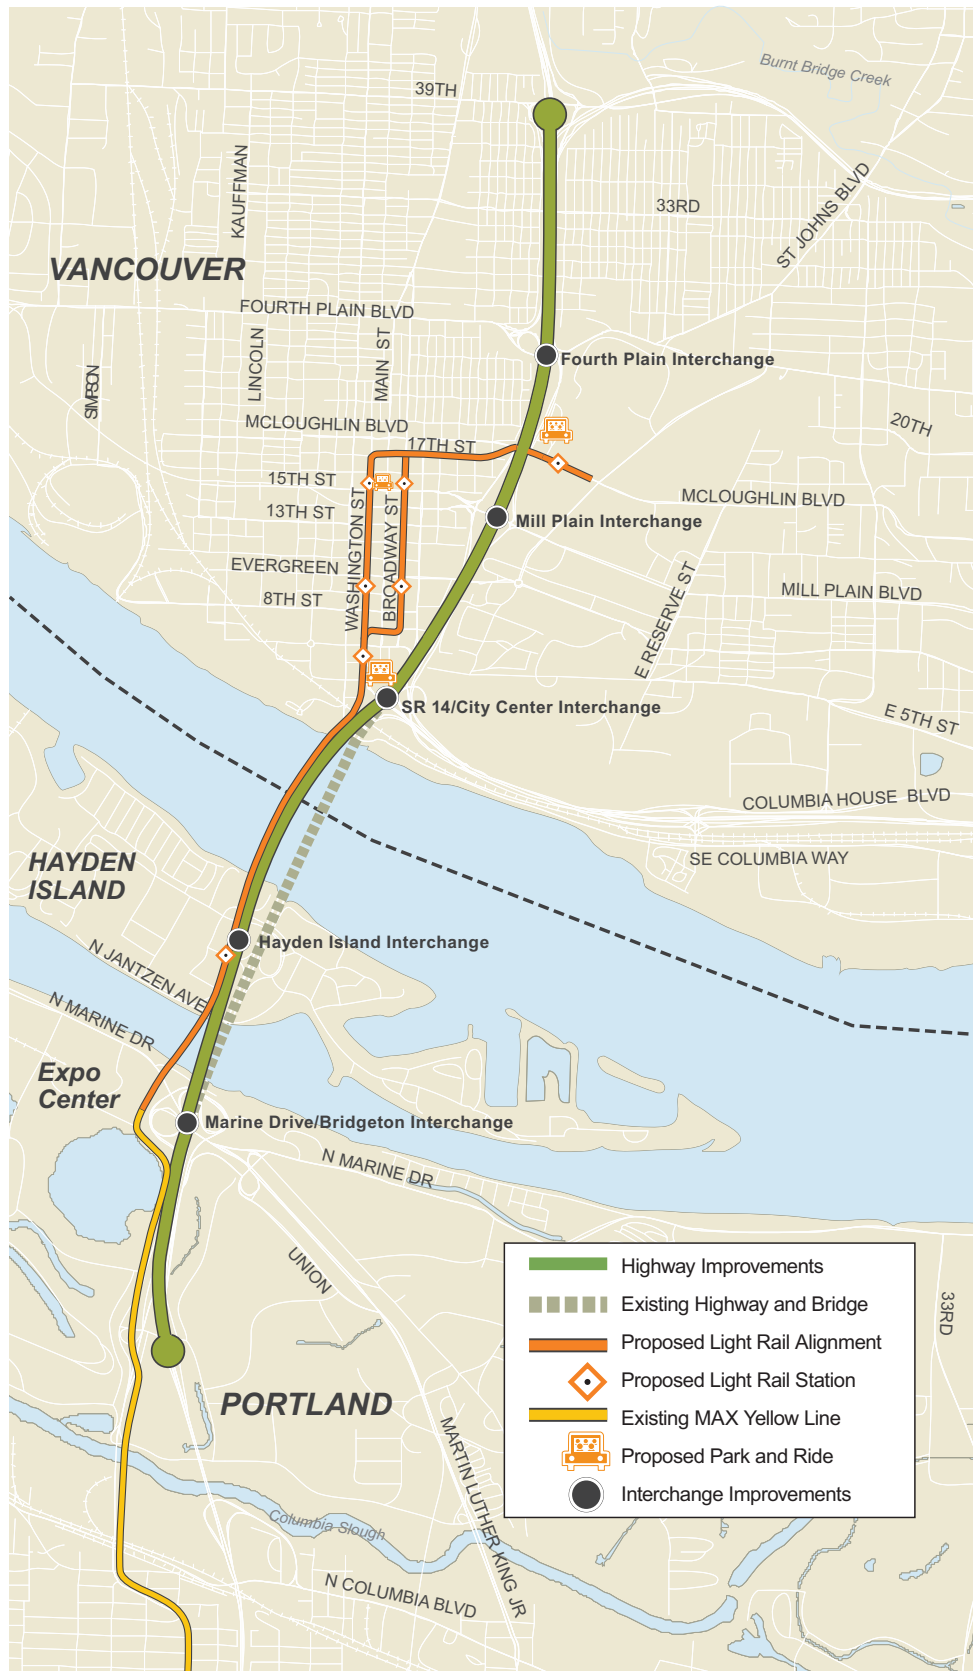 Burnt Bridge Creek
39TH
KAUFFMAN
33RD
ST JOHNS BLVD
VANCOUVER
FOURTH PLAIN BLVD
LINCOLN
MAIN ST
SIMPSON
Fourth Plain Interchange
MCLOUGHLIN BLVD
17TH ST
20TH
15TH ST
MCLOUGHLIN BLVD
13TH ST
Mill Plain Interchange
WASHINGTON ST
BROADWAY ST
EVERGREEN
8TH ST
E RESERVE ST
MILL PLAIN BLVD
SR 14/City Center Interchange
E 5TH ST
COLUMBIA HOUSE BLVD
SE COLUMBIA WAY
HAYDEN
ISLAND
Hayden Island Interchange
N JANTZEN AVE
N MARINE DR
Expo
Center
Marine Drive/Bridgeton Interchange
N MARINE DR
UNION
33RD
Highway Improvements
Existing Highway and Bridge
Proposed Light Rail Alignment
Proposed Light Rail Station
Existing MAX Yellow Line
Proposed Park and Ride
Interchange Improvements
PORTLAND
MARTIN LUTHER KING JR
Columbia Slough
N COLUMBIA BLVD